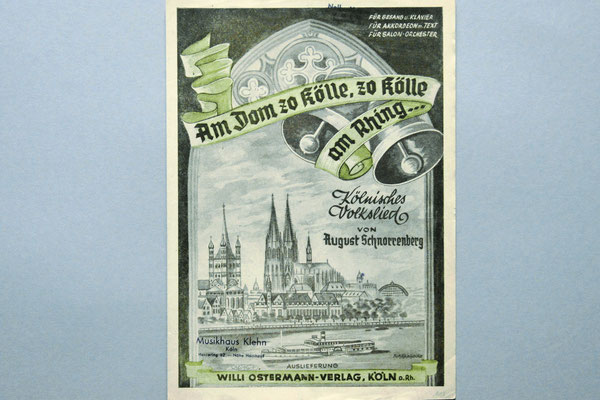 FÜR GESANG U. KLAVIER
FÜR AKKORDEON M. TEXT
FÜR SALON-ORCHESTER
Am Dom zo Kölle, zo Kölle
am Rhing...
Kölnisches
Volkslied
VON
August Schnorrenberg
Musikhaus Klehn
Köln
AUSLIEFERUNG
WILLI OSTERMANN-VERLAG, KÖLN a. Rh.